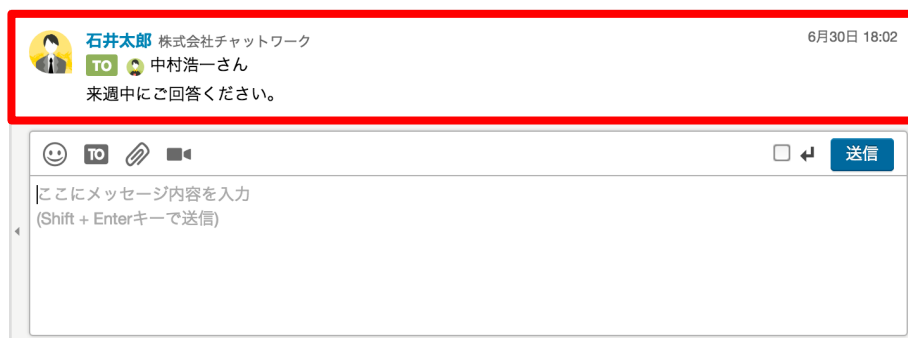 石井太郎 株式会社チャットワーク 6月30日 18:02
TO 中村浩一さん
来週中にご回答ください。
TO 送信
ここにメッセージ内容を入力
(Shift + Enterキーで送信)